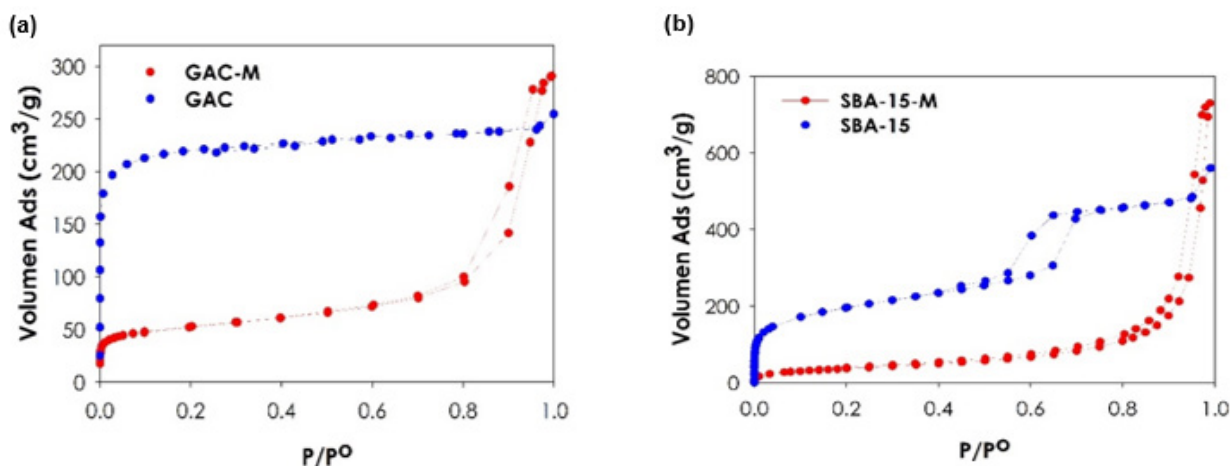 (a)
300
250
200
150
100
50
0
Volumen Ads (cm³/g)
GAC-M
GAC
0.0 0.2 0.4 0.6 0.8 1.0
P/Pᴼ
(b)
800
600
400
200
0
Volumen Ads (cm³/g)
SBA-15-M
SBA-15
0.0 0.2 0.4 0.6 0.8 1.0
P/Pᴼ